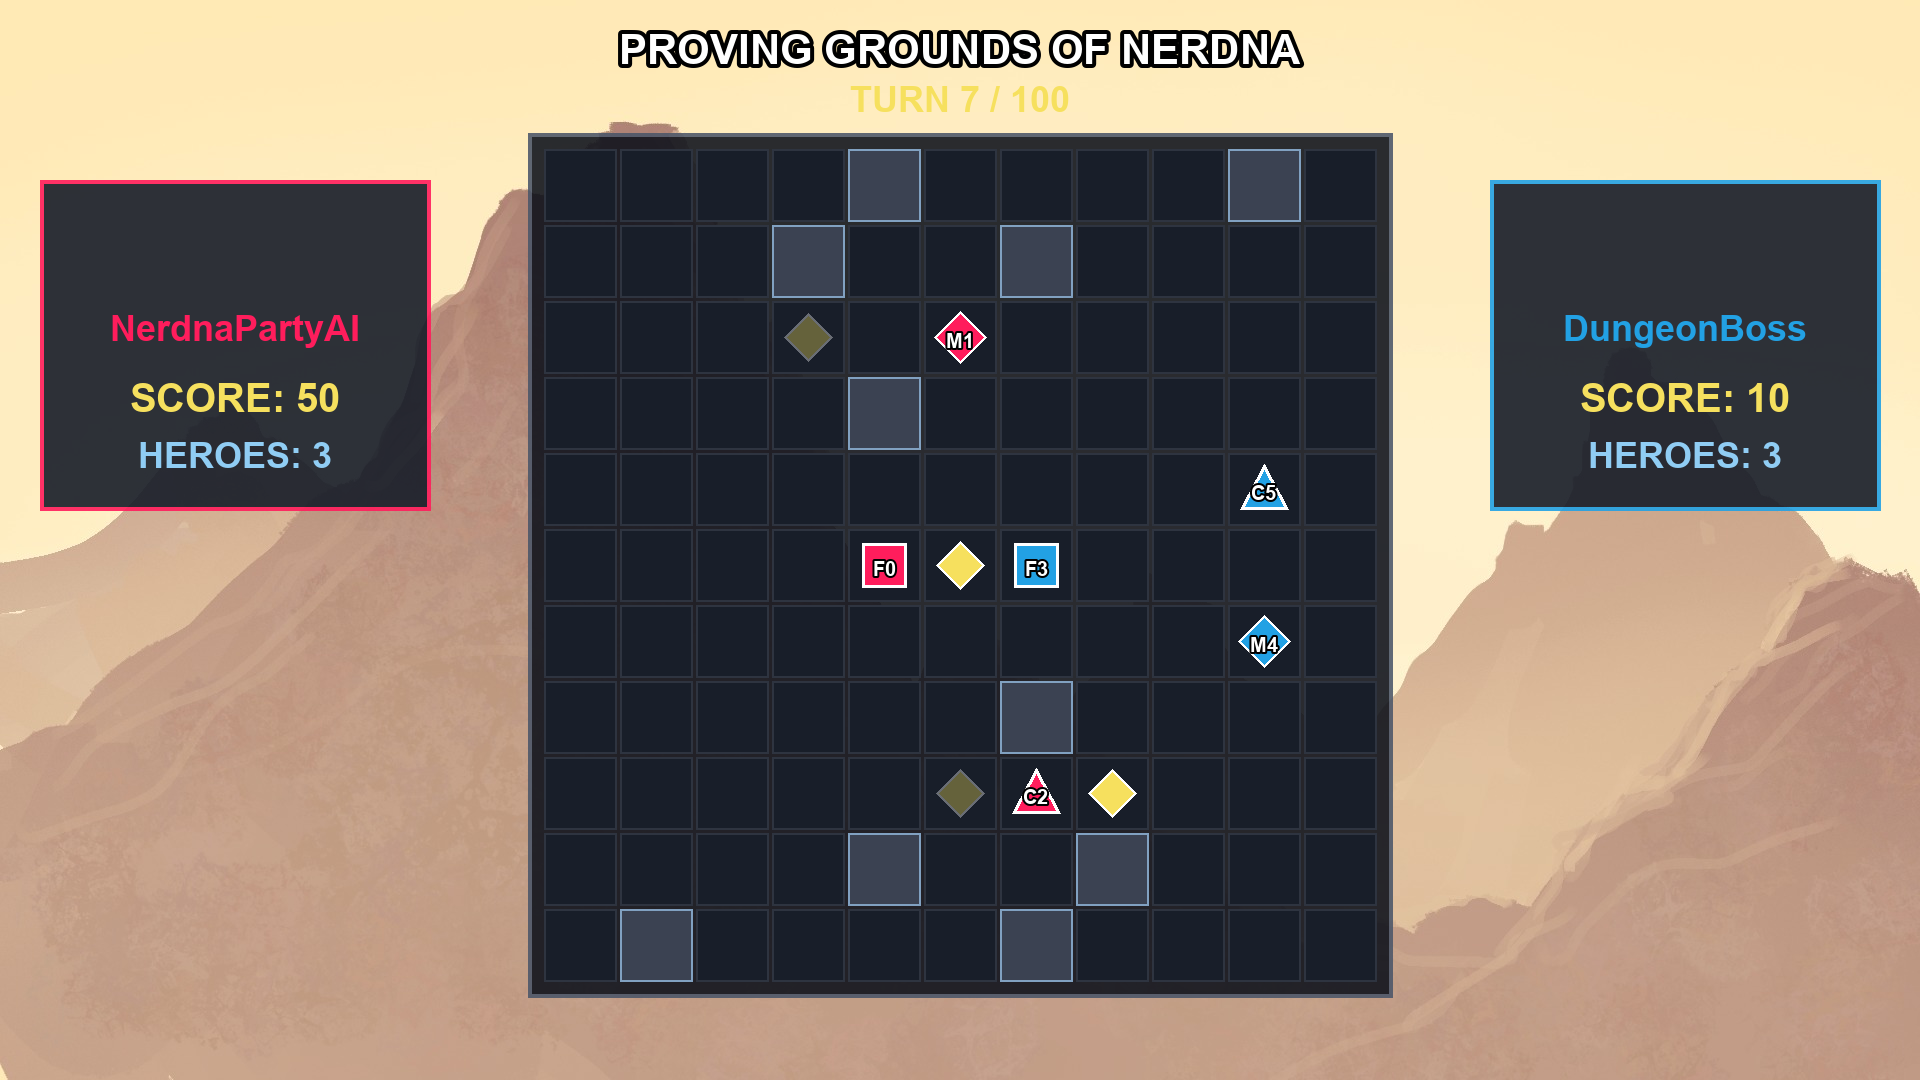 PROVING GROUNDS OF NERDNA
TURN 7 / 100
NerdnaPartyAI
SCORE: 50
HEROES: 3
DungeonBoss
SCORE: 10
HEROES: 3
M1
C5
F0
F3
M4
C2